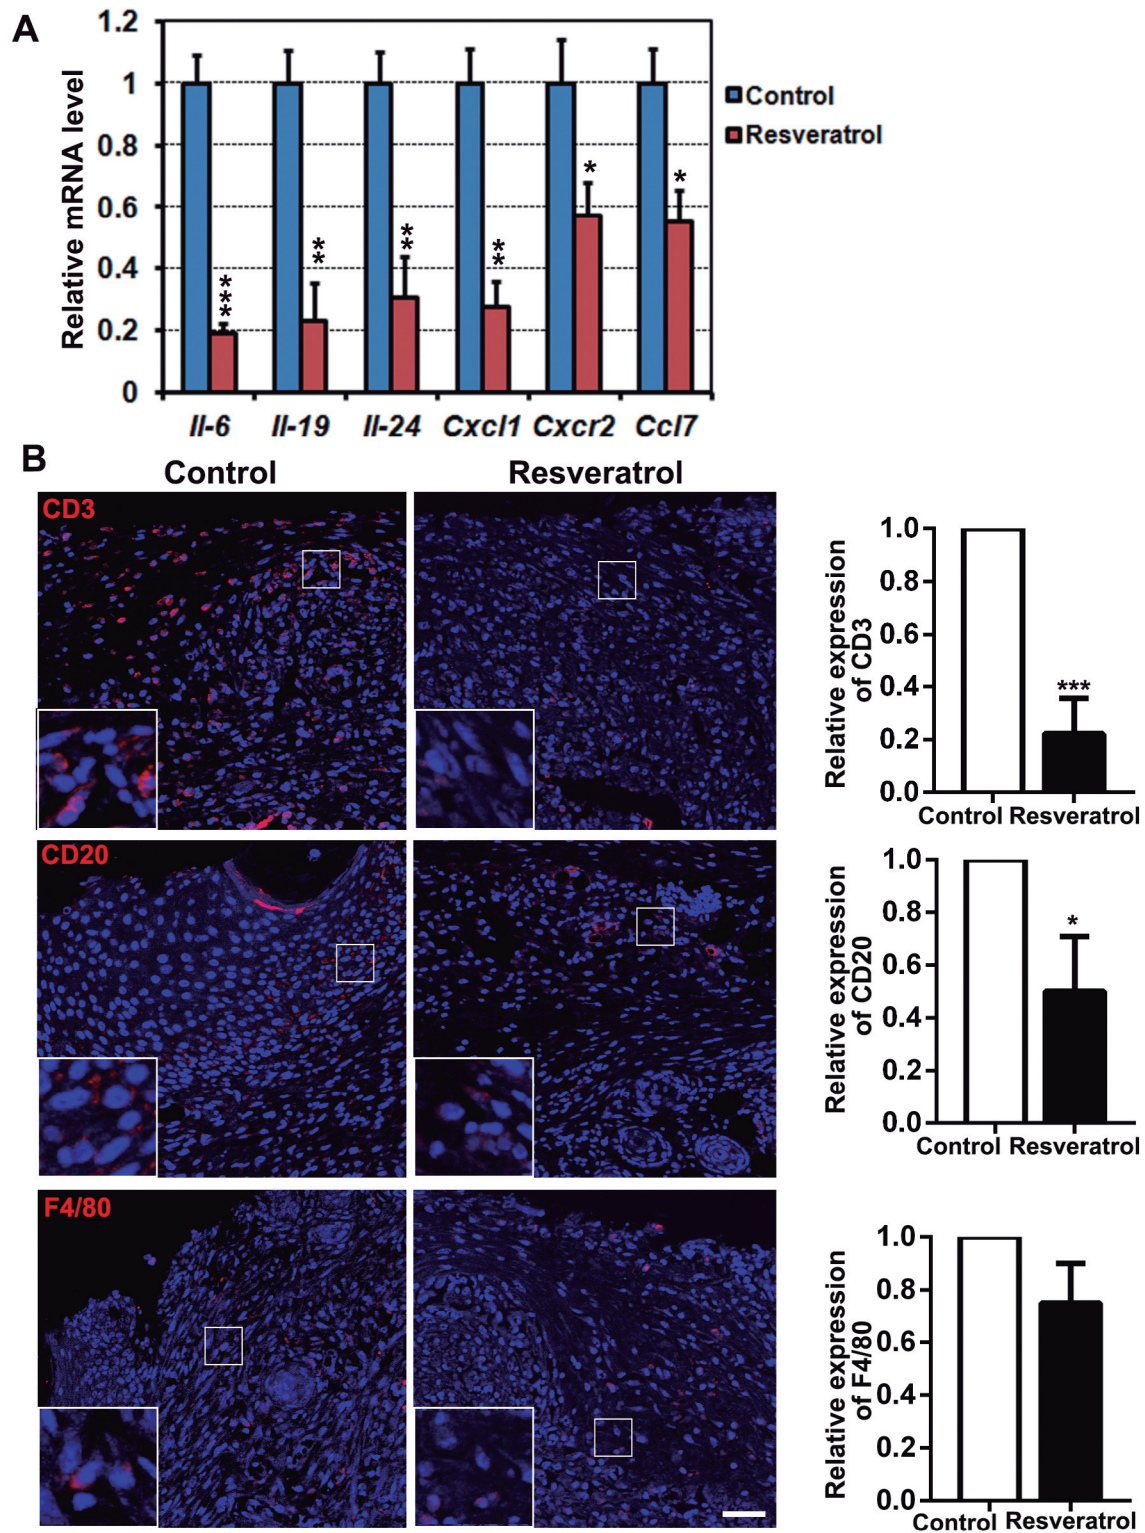 A
Relative mRNA level
1.2
1
0.8
0.6
0.4
0.2
0
***
**
**
**
*
*
Control
Resveratrol
Il-6 Il-19 Il-24 Cxcl1 Cxcr2 Ccl7
B
Control Resveratrol
CD3
Relative expression
of CD3
1.0
0.8
0.6
0.4
0.2
0.0
***
Control Resveratrol
CD20
Relative expression
of CD20
1.0
0.8
0.6
0.4
0.2
0.0
*
Control Resveratrol
F4/80
Relative expression
of F4/80
1.0
0.8
0.6
0.4
0.2
0.0
Control Resveratrol